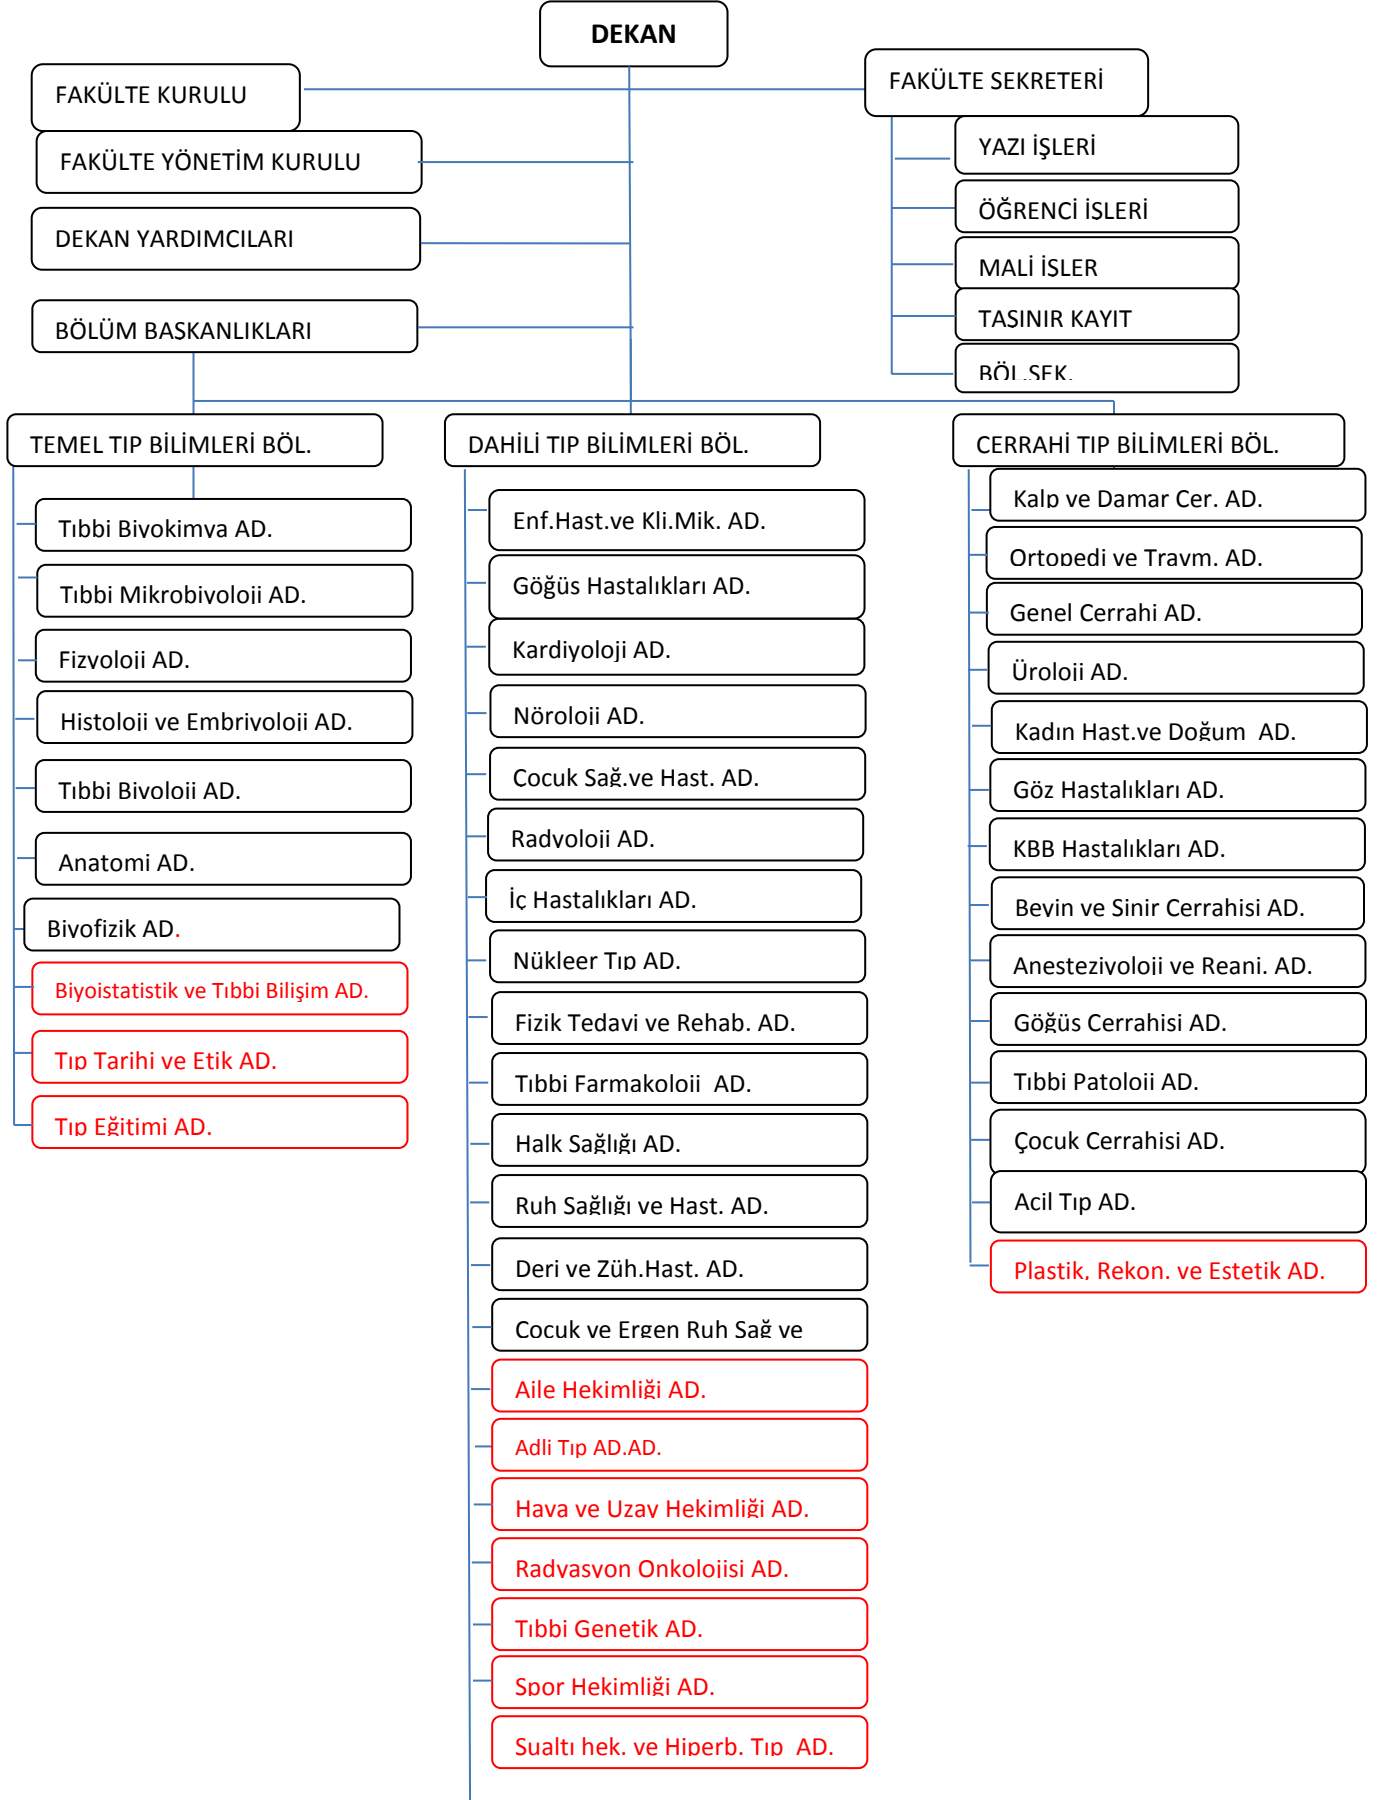 DEKAN
FAKÜLTE KURULU
FAKÜLTE SEKRETERİ
FAKÜLTE YÖNETİM KURULU
DEKAN YARDIMCILARI
BÖLÜM BAŞKANLIKLARI
YAZI İŞLERİ
ÖĞRENCİ İŞLERİ
MALİ İŞLER
TAŞINIR KAYIT
BÖL.SEK.
TEMEL TIP BİLİMLERİ BÖL.
Tıbbi Biyokimya AD.
Tıbbi Mikrobiyoloji AD.
Fizyoloji AD.
Histoloji ve Embriyoloji AD.
Tıbbi Biyoloji AD.
Anatomi AD.
Biyofizik AD.
Biyoistatistik ve Tıbbi Bilişim AD.
Tıp Tarihi ve Etik AD.
Tıp Eğitimi AD.
DAHİLİ TIP BİLİMLERİ BÖL.
Enf.Hast.ve Kli.Mik. AD.
Göğüs Hastalıkları AD.
Kardiyoloji AD.
Nöroloji AD.
Çocuk Sağ.ve Hast. AD.
Radyoloji AD.
İç Hastalıkları AD.
Nükleer Tıp AD.
Fizik Tedavi ve Rehab. AD.
Tıbbi Farmakoloji  AD.
Halk Sağlığı AD.
Ruh Sağlığı ve Hast. AD.
Deri ve Züh.Hast. AD.
Çocuk ve Ergen Ruh Sağ ve
Aile Hekimliği AD.
Adli Tıp AD.AD.
Hava ve Uzay Hekimliği AD.
Radyasyon Onkolojisi AD.
Tıbbi Genetik AD.
Spor Hekimliği AD.
Sualtı hek. ve Hiperb. Tıp  AD.
CERRAHİ TIP BİLİMLERİ BÖL.
Kalp ve Damar Cer. AD.
Ortopedi ve Travm. AD.
Genel Cerrahi AD.
Üroloji AD.
Kadın Hast.ve Doğum  AD.
Göz Hastalıkları AD.
KBB Hastalıkları AD.
Beyin ve Sinir Cerrahisi AD.
Anesteziyoloji ve Reani. AD.
Göğüs Cerrahisi AD.
Tıbbi Patoloji AD.
Çocuk Cerrahisi AD.
Acil Tıp AD.
Plastik, Rekon. ve Estetik AD.